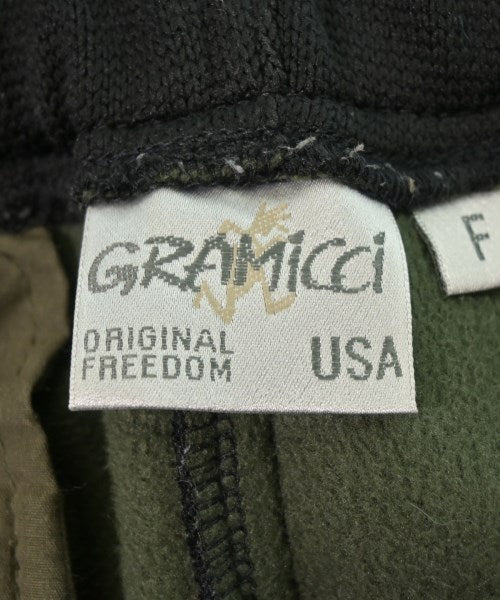 GRAMiCCi
ORIGINAL
FREEDOM
USA
F